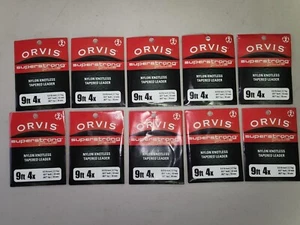 ORVIS
superstrong
NYLON KNOTLESS
TAPERED LEADER
9ft 4x
ORVIS
superstrong
NYLON KNOTLESS
TAPERED LEADER
9ft 4x
ORVIS
superstrong
NYLON KNOTLESS
TAPERED LEADER
9ft 4x
ORVIS
superstrong
NYLON KNOTLESS
TAPERED LEADER
9ft 4x
ORVIS
superstrong
NYLON KNOTLESS
TAPERED LEADER
9ft 4x
ORVIS
superstrong
NYLON KNOTLESS
TAPERED LEADER
9ft 4x
ORVIS
superstrong
NYLON KNOTLESS
TAPERED LEADER
9ft 4x
ORVIS
superstrong
NYLON KNOTLESS
TAPERED LEADER
9ft 4x
ORVIS
superstrong
NYLON KNOTLESS
TAPERED LEADER
9ft 4x
ORVIS
superstrong
NYLON KNOTLESS
TAPERED LEADER
9ft 4x